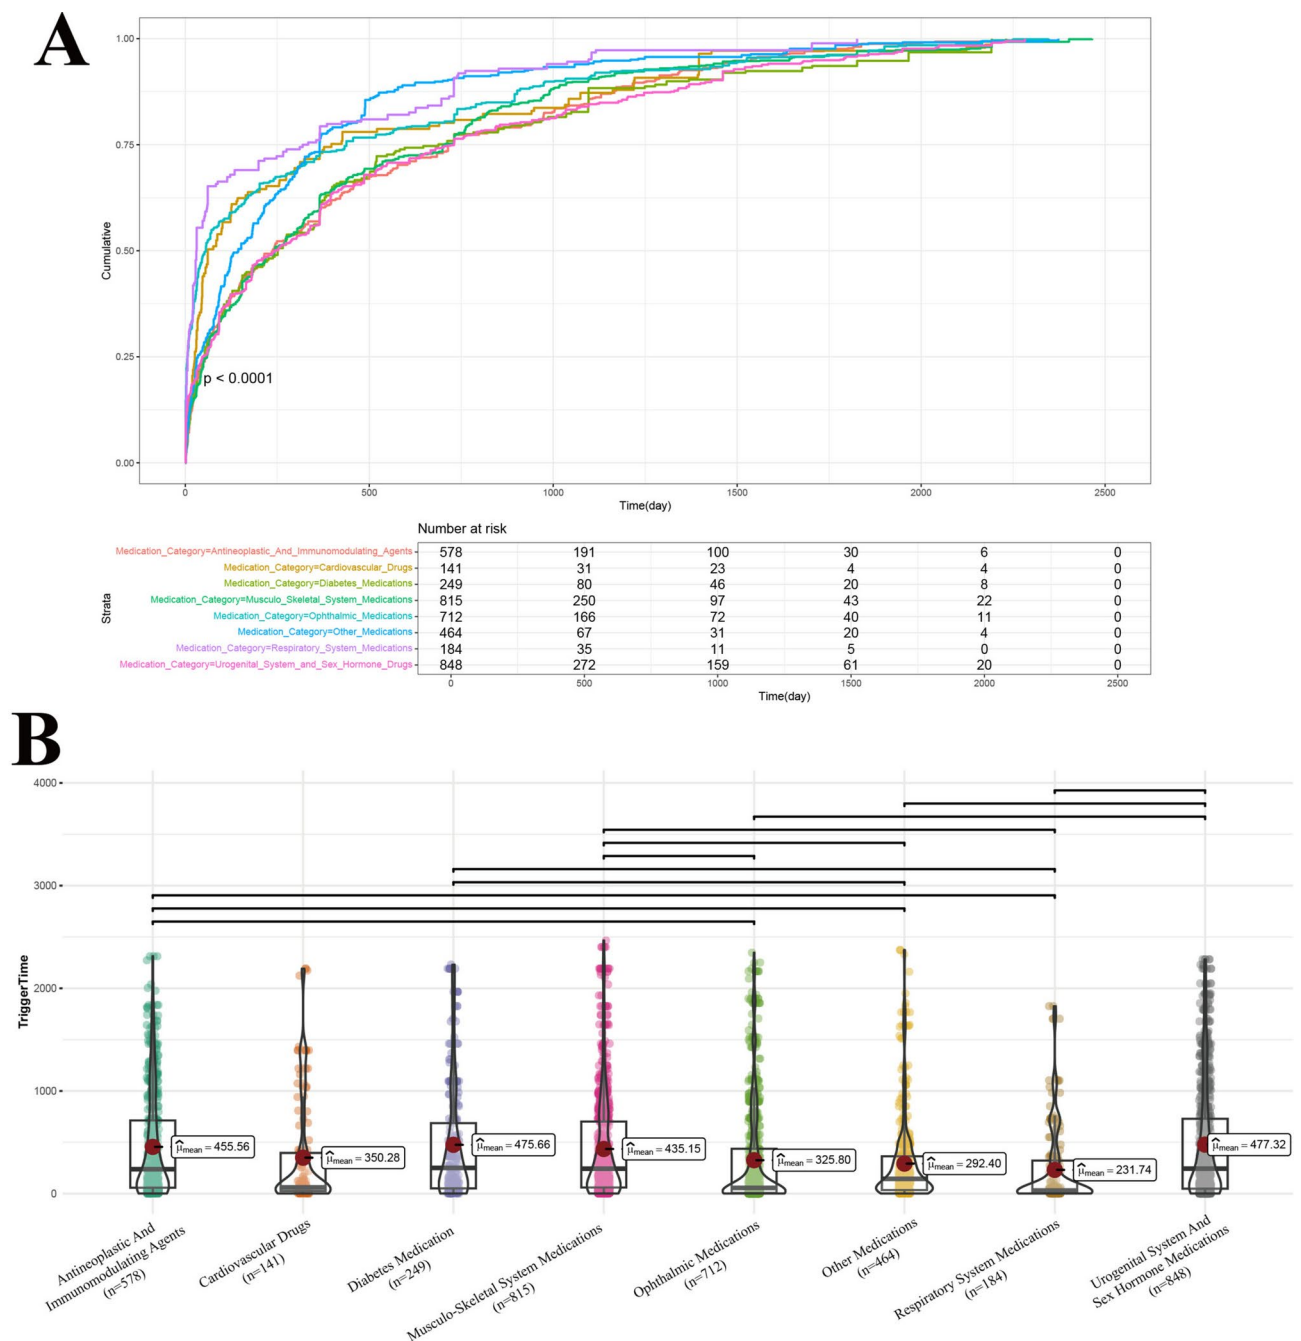 A
1.00
0.75
0.50
0.25
0.00
Cumulative
p < 0.0001
0 500 1000 1500 2000 2500
Time(day)
Number at risk
Strata
Medication_Category=Antineoplastic_And_Immunomodulating_Agents 578 191 100 30 6 0
Medication_Category=Cardiovascular_Drugs 141 31 23 4 4 0
Medication_Category=Diabetes_Medications 249 80 46 20 8 0
Medication_Category=Musculo_Skeletal_System_Medications 815 250 97 43 22 0
Medication_Category=Ophthalmic_Medications 712 166 72 40 11 0
Medication_Category=Other_Medications 464 67 31 20 4 0
Medication_Category=Respiratory_System_Medications 184 35 11 5 0 0
Medication_Category=Urogenital_System_and_Sex_Hormone_Drugs 848 272 159 61 20 0
0 500 1000 1500 2000 2500
Time(day)
B
4000
3000
2000
1000
0
TriggerTime
μ̂mean = 455.56
μ̂mean = 350.28
μ̂mean = 475.66
μ̂mean = 435.15
μ̂mean = 325.80
μ̂mean = 292.40
μ̂mean = 231.74
μ̂mean = 477.32
Antineoplastic And
Immunomodulating Agents
(n=578)
Cardiovascular Drugs
(n=141)
Diabetes Medication
(n=249)
Musculo-Skeletal System Medications
(n=815)
Ophthalmic Medications
(n=712)
Other Medications
(n=464)
Respiratory System Medications
(n=184)
Urogenital System And
Sex Hormone Medications
(n=848)